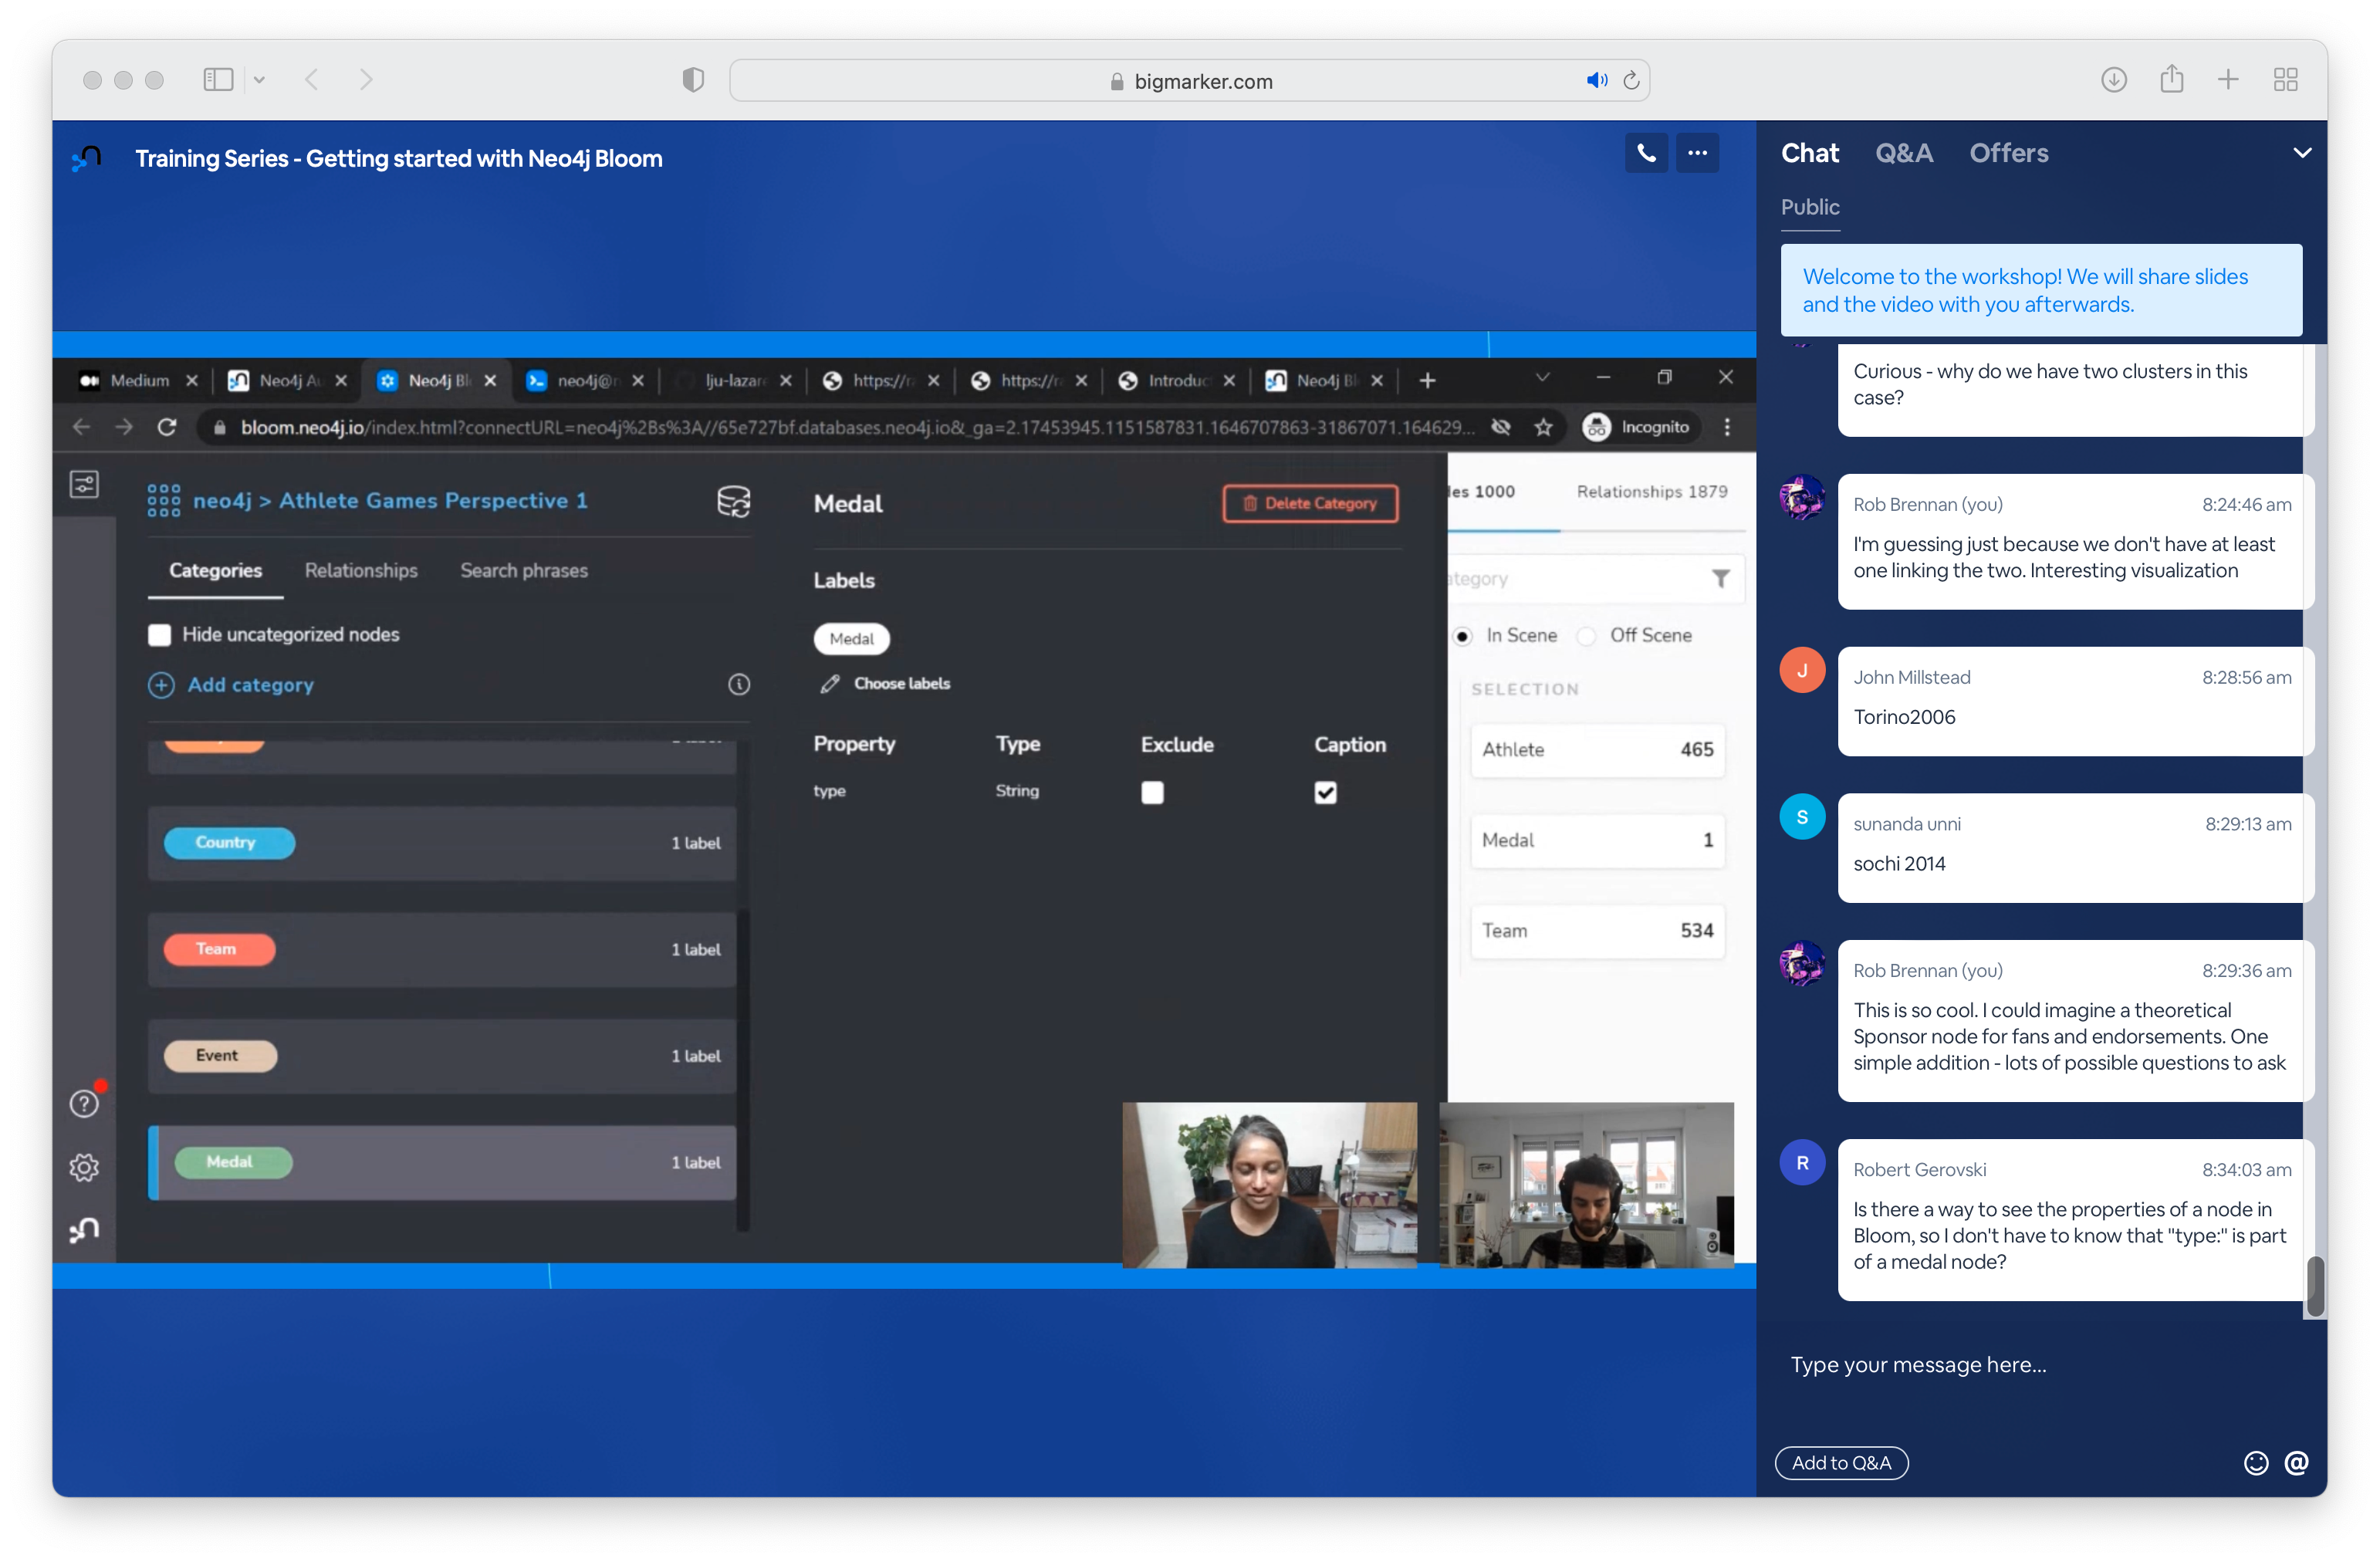 bigmarker.com
Training Series - Getting started with Neo4j Bloom
Medium
Neo4j Au
Neo4j Bl
neo4j@n
lju-lazare
https://ra
https://ra
Introduc
Neo4j Bl
bloom.neo4j.io/index.html?connectURL=neo4j%2Bs%3A//65e727bf.databases.neo4j.io&_ga=2.17453945.1151587831.1646707863-31867071.164629...
Incognito
neo4j > Athlete Games Perspective 1
Categories
Relationships
Search phrases
Hide uncategorized nodes
Add category
Country
1 label
Team
1 label
Event
1 label
Medal
1 label
Medal
Delete Category
Labels
Medal
Choose labels
Property
Type
Exclude
Caption
type
String
des 1000
Relationships 1879
ategory
In Scene
Off Scene
SELECTION
Athlete
465
Medal
1
Team
534
Chat
Q&A
Offers
Public
Welcome to the workshop! We will share slides
and the video with you afterwards.
Curious - why do we have two clusters in this
case?
Rob Brennan (you)
8:24:46 am
I'm guessing just because we don't have at least
one linking the two. Interesting visualization
J
John Millstead
8:28:56 am
Torino2006
S
sunanda unni
8:29:13 am
sochi 2014
Rob Brennan (you)
8:29:36 am
This is so cool. I could imagine a theoretical
Sponsor node for fans and endorsements. One
simple addition - lots of possible questions to ask
R
Robert Gerovski
8:34:03 am
Is there a way to see the properties of a node in
Bloom, so I don't have to know that "type:" is part
of a medal node?
Type your message here...
Add to Q&A